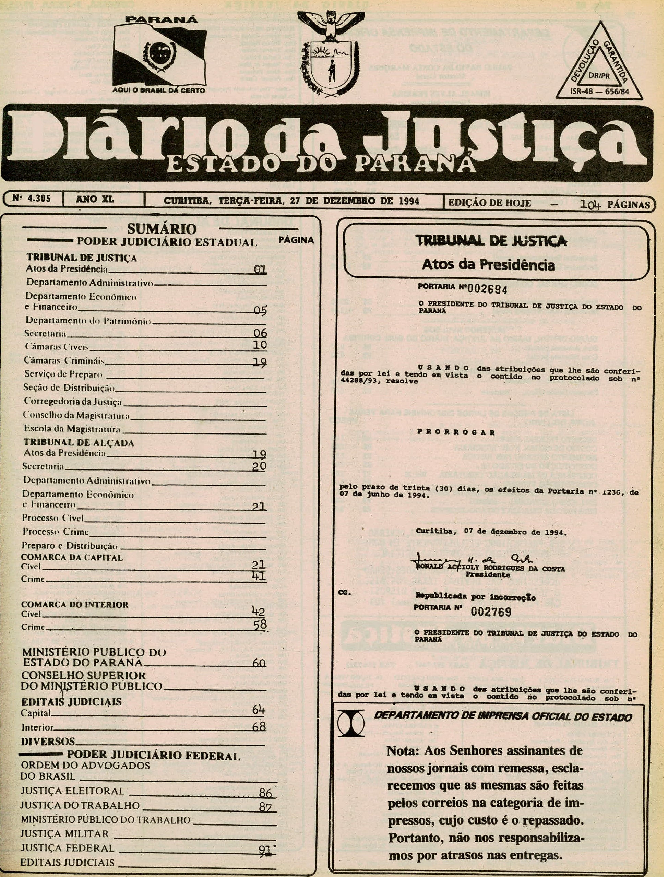 PARANÁ
AQUI O BRASIL DÁ CERTO
DEVOLUÇÃO GARANTIDA
DR/PR
ISR-48 — 656/84
Diário da Justiça
ESTADO DO PARANÁ
Nº 4.305 ANO XL CURITIBA, TERÇA-FEIRA, 27 DE DEZEMBRO DE 1994 EDIÇÃO DE HOJE — 104 PÁGINAS
SUMÁRIO
PODER JUDICIÁRIO ESTADUAL PÁGINA
TRIBUNAL DE JUSTIÇA
Atos da Presidência 01
Departamento Administrativo
Departamento Econômico
e Financeiro 05
Departamento do Patrimônio
Secretaria 06
Câmaras Cíveis 10
Câmaras Criminais 19
Serviço de Preparo
Seção de Distribuição
Corregedoria da Justiça
Conselho da Magistratura
Escola da Magistratura
TRIBUNAL DE ALÇADA
Atos da Presidência 19
Secretaria 20
Departamento Administrativo
Departamento Econômico
e Financeiro 21
Processo Cível
Processo Crime
Preparo e Distribuição
COMARCA DA CAPITAL
Cível 21
Crime 41
COMARCA DO INTERIOR
Cível 42
Crime 58
MINISTÉRIO PÚBLICO DO
ESTADO DO PARANÁ 60
CONSELHO SUPERIOR
DO MINISTÉRIO PÚBLICO
EDITAIS JUDICIAIS
Capital 64
Interior 68
DIVERSOS
PODER JUDICIÁRIO FEDERAL
ORDEM DO ADVOGADOS
DO BRASIL
JUSTIÇA ELEITORAL 86
JUSTIÇA DO TRABALHO 87
MINISTÉRIO PÚBLICO DO TRABALHO
JUSTIÇA MILITAR
JUSTIÇA FEDERAL 91
EDITAIS JUDICIAIS
TRIBUNAL DE JUSTIÇA
Atos da Presidência
PORTARIA Nº 002694
O PRESIDENTE DO TRIBUNAL DE JUSTIÇA DO ESTADO DO
PARANÁ
USANDO das atribuições que lhe são conferi-
das por lei e tendo em vista o contido no protocolado sob nº
44288/93, resolve
PRORROGAR
pelo prazo de trinta (30) dias, os efeitos da Portaria nº 1236, de
07 de junho de 1994.
Curitiba, 07 de dezembro de 1994.
RONALD ACCIOLY RODRIGUES DA COSTA
Presidente
CG.
Republicada por incorreção
PORTARIA Nº 002769
O PRESIDENTE DO TRIBUNAL DE JUSTIÇA DO ESTADO DO
PARANÁ
USANDO das atribuições que lhe são conferi-
das por lei e tendo em vista o contido no protocolado sob nº
DEPARTAMENTO DE IMPRENSA OFICIAL DO ESTADO
Nota: Aos Senhores assinantes de
nossos jornais com remessa, escla-
recemos que as mesmas são feitas
pelos correios na categoria de im-
pressos, cujo custo é o repassado.
Portanto, não nos responsabiliza-
mos por atrasos nas entregas.